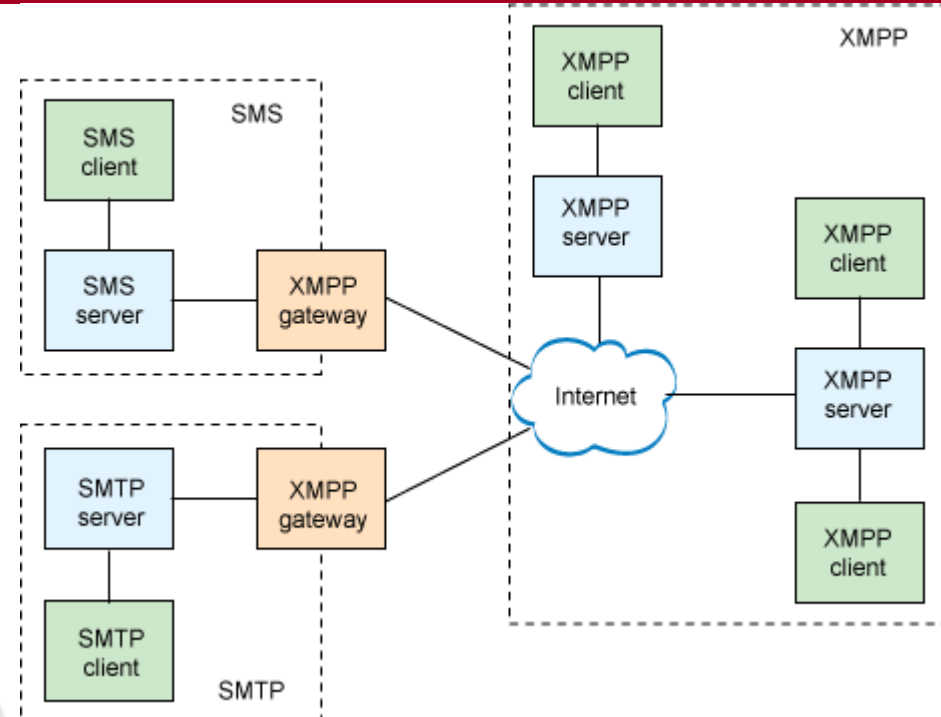 SMS
SMS
client
SMS
server
XMPP
gateway
SMTP
server
XMPP
gateway
SMTP
client
SMTP
XMPP
XMPP
client
XMPP
server
Internet
XMPP
client
XMPP
server
XMPP
client